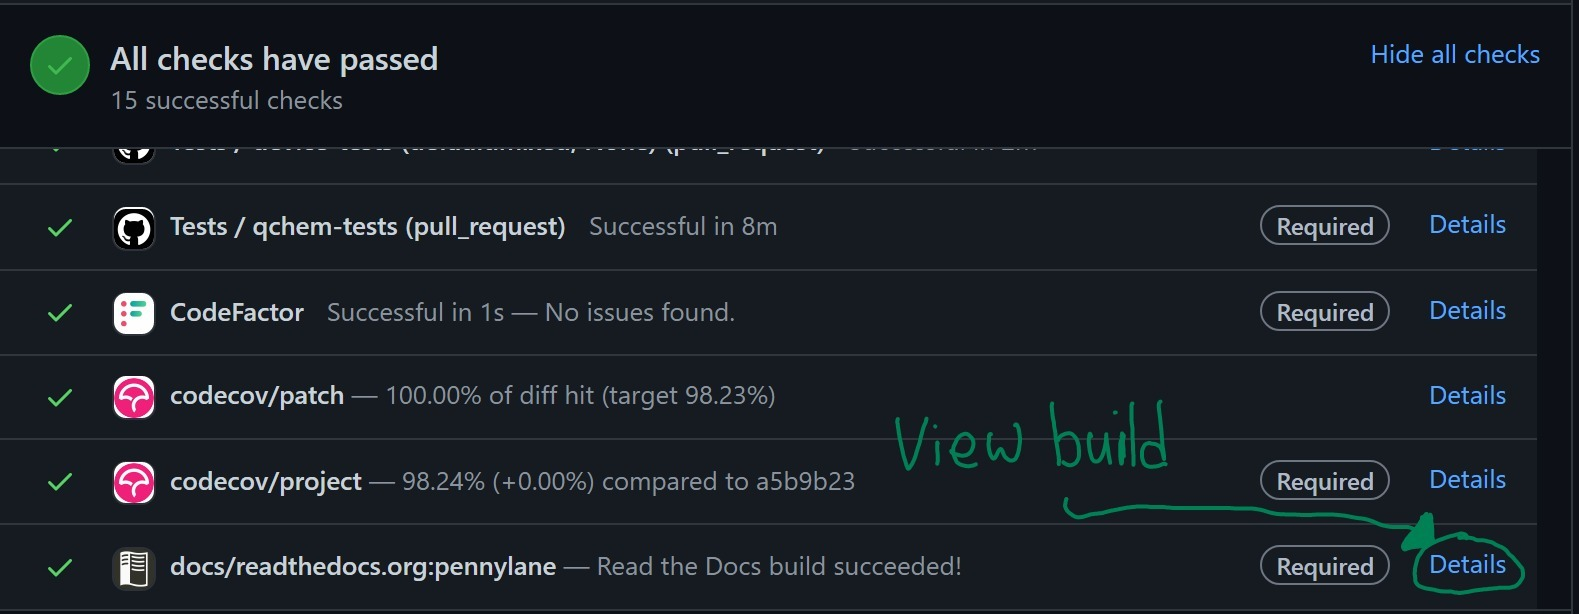 All checks have passed
Hide all checks
15 successful checks
Tests / qchem-tests (pull_request) Successful in 8m Required Details
CodeFactor Successful in 1s — No issues found. Required Details
codecov/patch — 100.00% of diff hit (target 98.23%) Details
View build
codecov/project — 98.24% (+0.00%) compared to a5b9b23 Required Details
docs/readthedocs.org:pennylane — Read the Docs build succeeded! Required Details